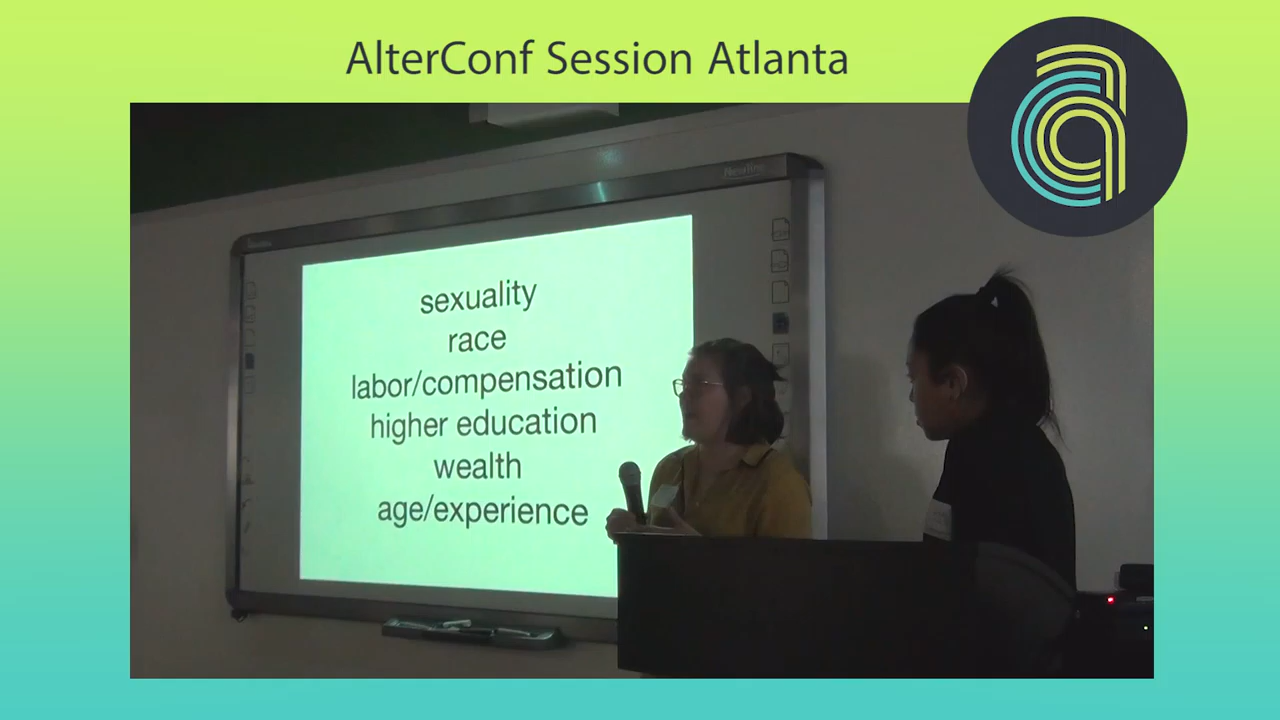 AlterConf Session Atlanta
sexuality
race
labor/compensation
higher education
wealth
age/experience